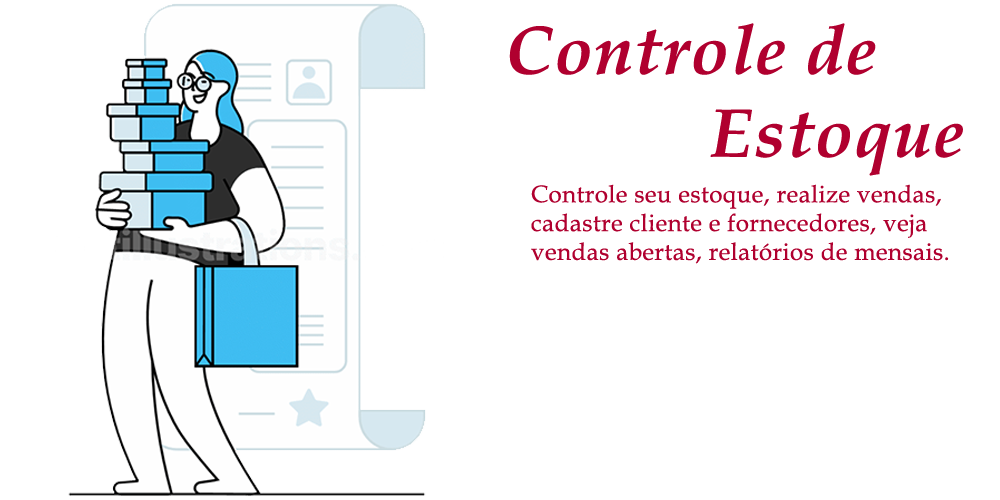 Controle de
Estoque
Controle seu estoque, realize vendas,
cadastre cliente e fornecedores, veja
vendas abertas, relatórios de mensais.
illustrations.